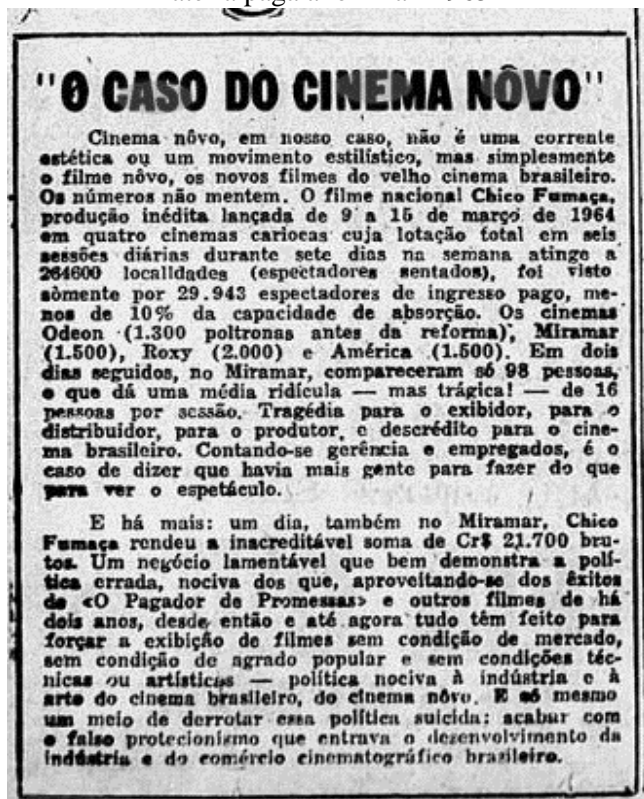 "O CASO DO CINEMA NÔVO"
Cinema nôvo, em nosso caso, não é uma corrente
estética ou um movimento estilístico, mas simplesmente
o filme nôvo, os novos filmes do velho cinema brasileiro.
Os números não mentem. O filme nacional Chico Fumaça,
produção inédita lançada de 9 a 15 de março de 1964
em quatro cinemas cariocas cuja lotação total em seis
sessões diárias durante sete dias na semana atinge a
264600 localidades (espectadores sentados), foi visto
sòmente por 29.943 espectadores de ingresso pago, me-
nos de 10% da capacidade de absorção. Os cinemas
Odeon (1.300 poltronas antes da reforma), Miramar
(1.500), Roxy (2.000) e América (1.500). Em dois
dias seguidos, no Miramar, compareceram só 98 pessoas,
o que dá uma média ridícula — mas trágica! — de 16
pessoas por sessão. Tragédia para o exibidor, para o
distribuidor, para o produtor e descrédito para o cine-
ma brasileiro. Contando-se gerência e empregados, é o
caso de dizer que havia mais gente para fazer do que
para ver o espetáculo.
E há mais: um dia, também no Miramar, Chico
Fumaça rendeu a inacreditável soma de Cr$ 21.700 bru-
tos. Um negócio lamentável que bem demonstra a polí-
tica errada, nociva dos que, aproveitando-se dos êxitos
de «O Pagador de Promessas» e outros filmes de há
dois anos, desde então e até agora tudo têm feito para
forçar a exibição de filmes sem condição de mercado,
sem condição de agrado popular e sem condições téc-
nicas ou artísticas — política nociva à indústria e à
arte do cinema brasileiro, do cinema nôvo. E só mesmo
um meio de derrotar essa política suicida: acabar com
o falso protecionismo que entrava o desenvolvimento da
indústria e do comércio cinematográfico brasileiro.